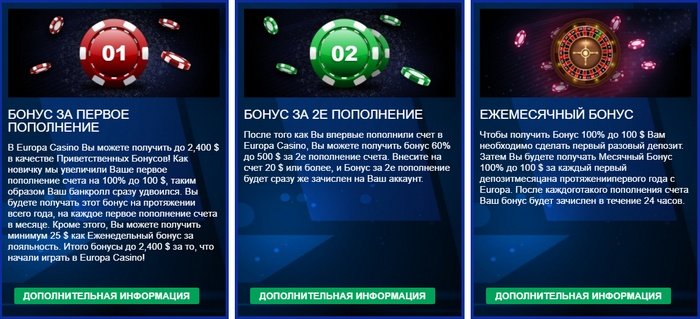 01
БОНУС ЗА ПЕРВОЕ
ПОПОЛНЕНИЕ
В Europa Casino Вы можете получить до 2,400 $
в качестве Приветственных Бонусов! Как
новичку мы увеличили Ваше первое
пополнение счета на 100% до 100 $, таким
образом Ваш банкролл сразу удвоился. Вы
будете получать этот бонус на протяжении
всего года, на каждое первое пополнение счета
в месяце. Кроме этого, Вы можете получить
минимум 25 $ как Еженедельный бонус за
лояльность. Итого бонусы до 2,400 $ за то, что
начали играть в Europa Casino!
ДОПОЛНИТЕЛЬНАЯ ИНФОРМАЦИЯ
02
БОНУС ЗА 2Е ПОПОЛНЕНИЕ
После того как Вы впервые пополнили счет в
Europa Casino, Вы можете получить бонус 60%
до 500 $ за 2е пополнение счета. Внесите на
счет 20 $ или более, и Бонус за 2е пополнение
будет сразу же зачислен на Ваш аккаунт.
ДОПОЛНИТЕЛЬНАЯ ИНФОРМАЦИЯ
ЕЖЕМЕСЯЧНЫЙ БОНУС
Чтобы получить Бонус 100% до 100 $ Вам
необходимо сделать первый разовый депозит.
Затем Вы будете получать Месячный Бонус
100% до 100 $ за каждый первый
депозитмесяцана протяжениипервого года с
Europa. После каждоготакого пополнения счета
Ваш бонус будет зачислен в течение 24 часов.
ДОПОЛНИТЕЛЬНАЯ ИНФОРМАЦИЯ